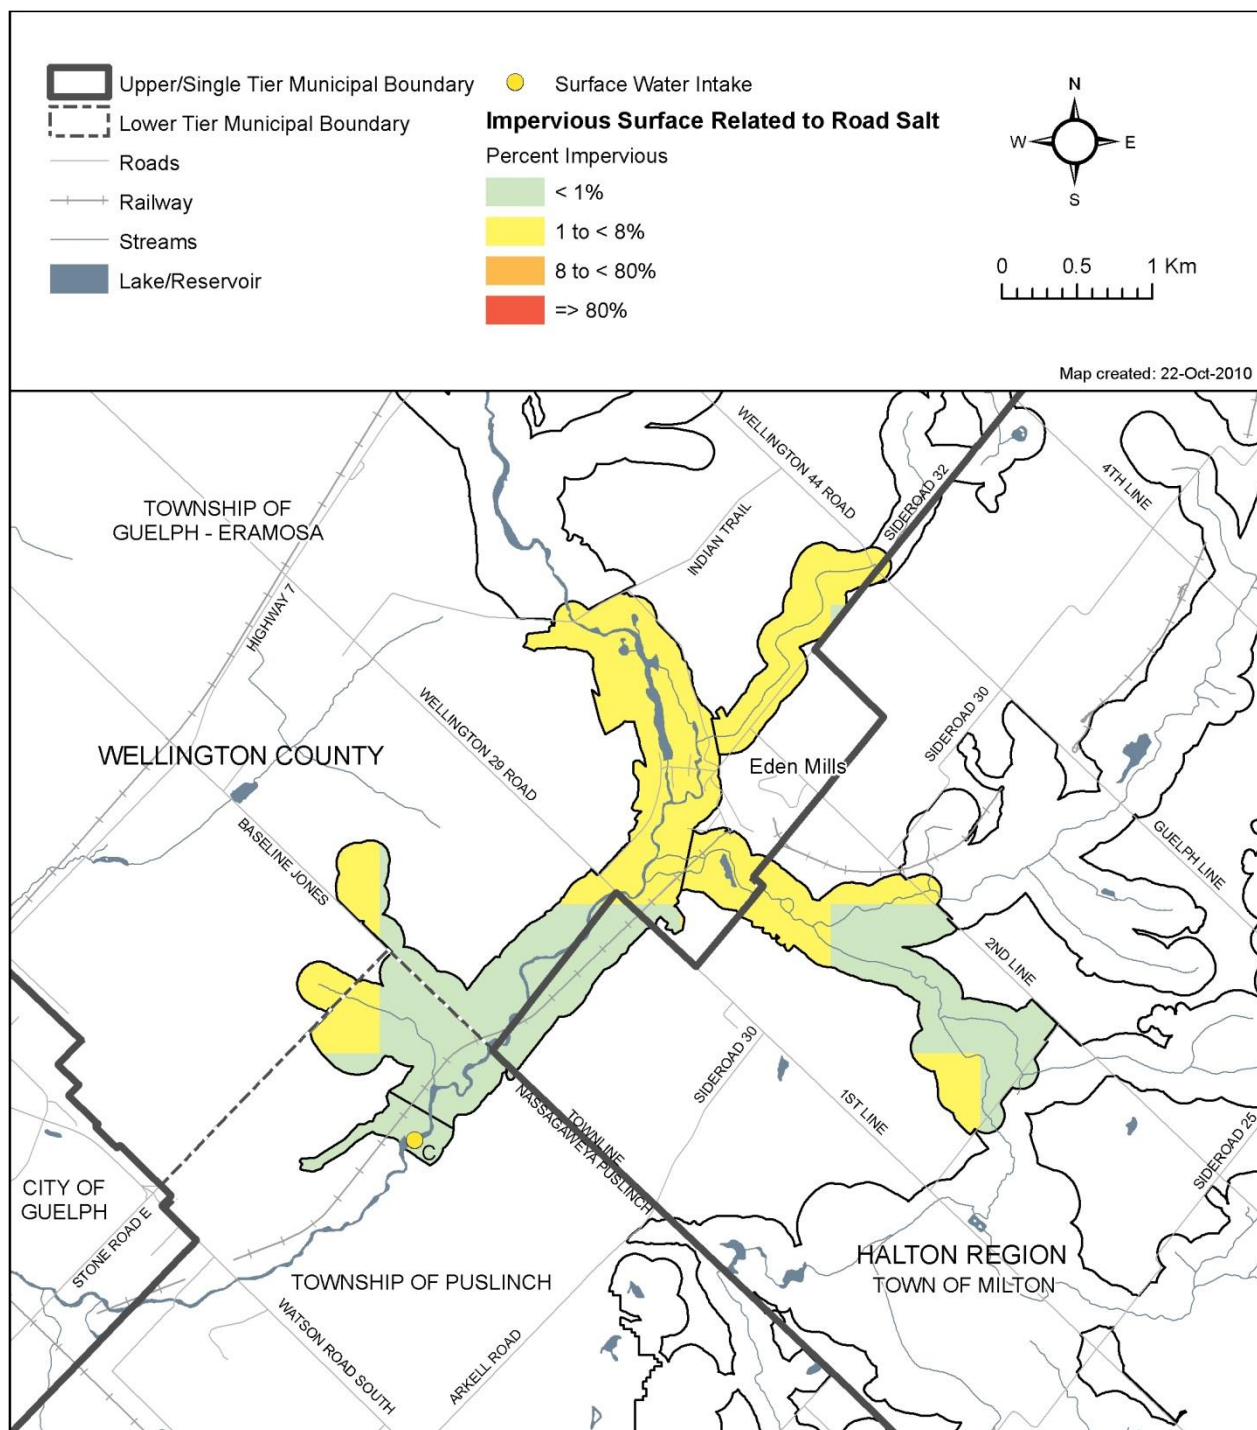 Upper/Single Tier Municipal Boundary
Lower Tier Municipal Boundary
Roads
Railway
Streams
Lake/Reservoir
Surface Water Intake
Impervious Surface Related to Road Salt
Percent Impervious
< 1%
1 to < 8%
8 to < 80%
=> 80%
N
W
E
S
0 0.5 1 Km
Map created: 22-Oct-2010
WELLINGTON 44 ROAD
SIDEROAD 32
4TH LINE
TOWNSHIP OF
GUELPH - ERAMOSA
INDIAN TRAIL
HIGHWAY 7
WELLINGTON 29 ROAD
SIDEROAD 30
WELLINGTON COUNTY
Eden Mills
BASELINE JONES
GUELPH LINE
2ND LINE
SIDEROAD 30
1ST LINE
TOWNLINE
NASSAGAWEYA PUSLINCH
SIDEROAD 25
C
CITY OF
GUELPH
STONE ROAD E
TOWNSHIP OF PUSLINCH
HALTON REGION
TOWN OF MILTON
WATSON ROAD SOUTH
ARKELL ROAD